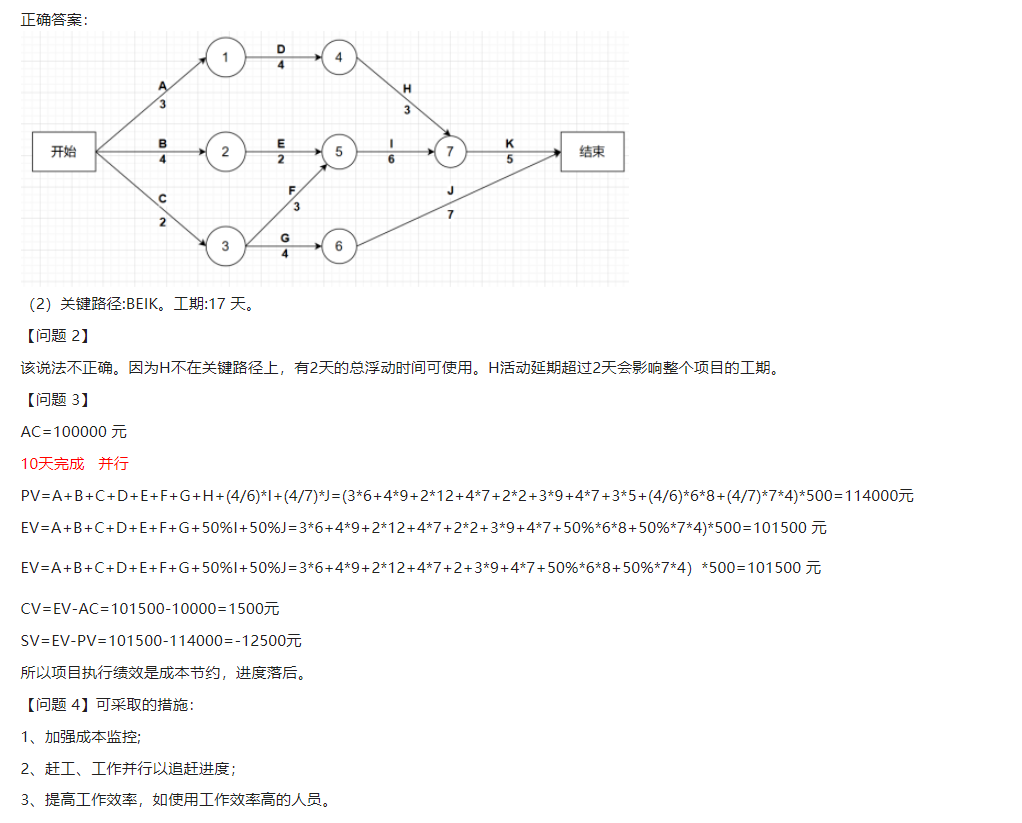 正确答案：
1
D
4
4
A
3
H
3
开始
B
4
2
E
2
5
I
6
7
K
5
结束
C
2
F
3
J
7
3
G
4
6
（2）关键路径:BEIK。工期:17 天。
【问题 2】
该说法不正确。因为H不在关键路径上，有2天的总浮动时间可使用。H活动延期超过2天会影响整个项目的工期。
【问题 3】
AC=100000 元
10天完成 并行
PV=A+B+C+D+E+F+G+H+(4/6)*I+(4/7)*J=(3*6+4*9+2*12+4*7+2*2+3*9+4*7+3*5+(4/6)*6*8+(4/7)*7*4)*500=114000元
EV=A+B+C+D+E+F+G+50%I+50%J=3*6+4*9+2*12+4*7+2*2+3*9+4*7+50%*6*8+50%*7*4)*500=101500 元
EV=A+B+C+D+E+F+G+50%I+50%J=3*6+4*9+2*12+4*7+2+3*9+4*7+50%*6*8+50%*7*4）*500=101500 元
CV=EV-AC=101500-10000=1500元
SV=EV-PV=101500-114000=-12500元
所以项目执行绩效是成本节约，进度落后。
【问题 4】可采取的措施：
1、加强成本监控;
2、赶工、工作并行以追赶进度；
3、提高工作效率，如使用工作效率高的人员。